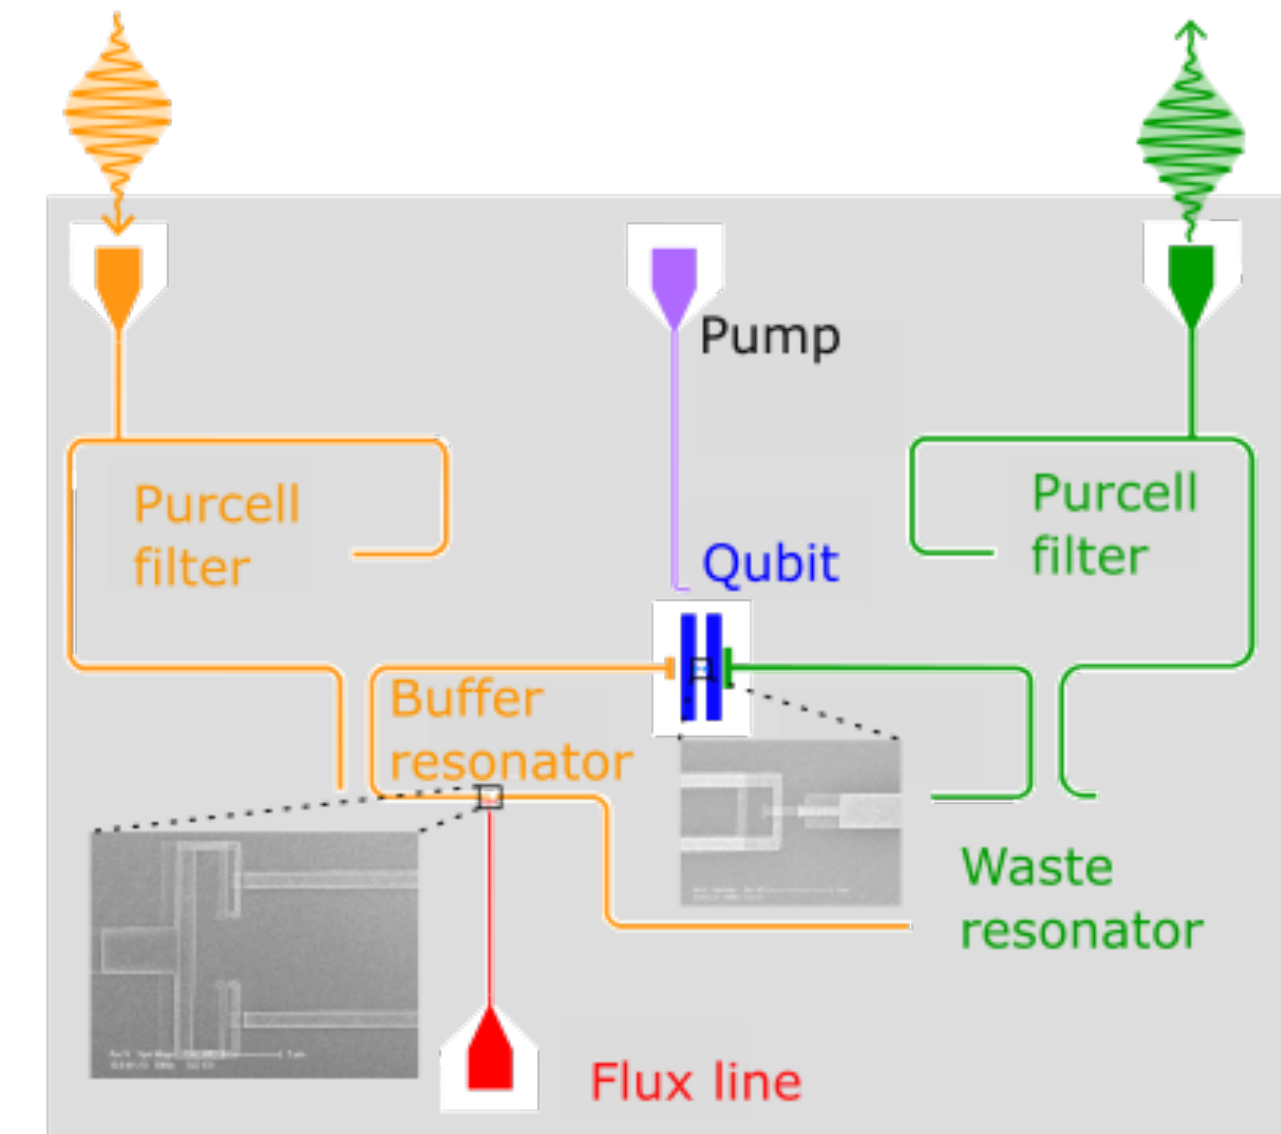 Pump
Purcell
filter
Purcell
filter
Qubit
Buffer
resonator
Waste
resonator
Flux line